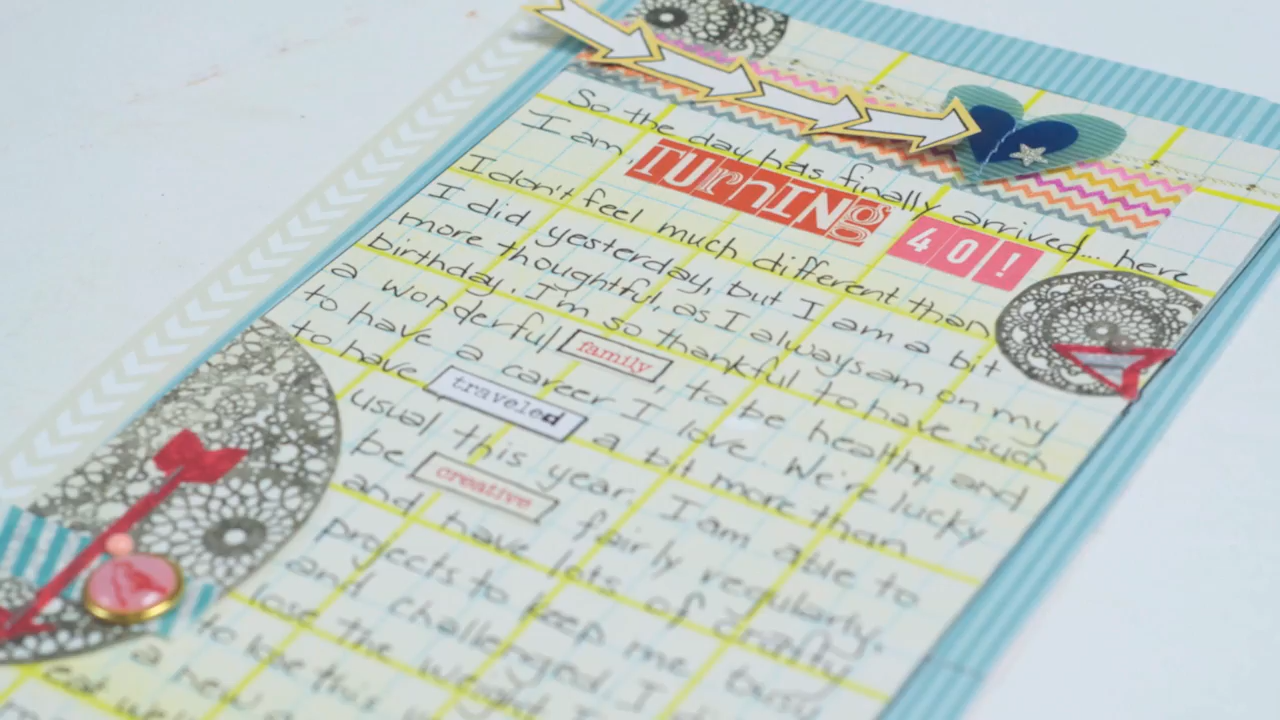 So the day has finally arrived... here
I am, TURNING 40!
I don't feel much different than
I did yesterday, but I am a bit
more thoughtful, as I always am on my
birthday. I'm so thankful to have such
a wonderful family, to be healthy, and
to have a career I love. We're lucky
to have traveled a bit more than
usual this year. I am able to
be creative fairly regularly.
and have lots of crafty
projects to keep me busy
and challenged. I
lose the weight I
to love this
a new
eat well